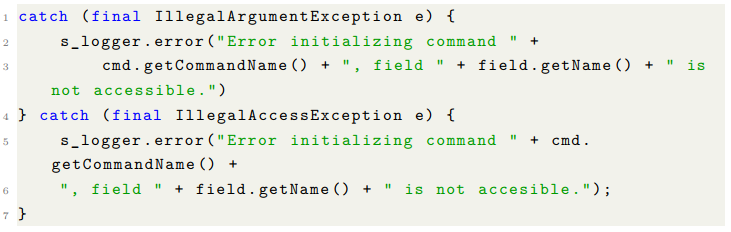 1 catch (final IllegalArgumentException e) {
2 s_logger.error("Error initializing command " +
3 cmd.getCommandName() + ", field " + field.getName() + " is
not accessible.")
4 } catch (final IllegalAccessException e) {
5 s_logger.error("Error initializing command " + cmd.
getCommandName() +
6 ", field " + field.getName() + " is not accesible.");
7 }